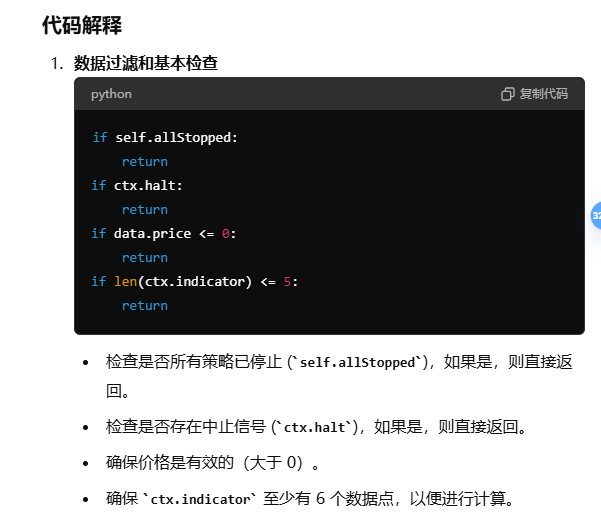 代码解释
1. 数据过滤和基本检查
python 复制代码
if self.allStopped:
    return
if ctx.halt:
    return
if data.price <= 0:
    return
if len(ctx.indicator) <= 5:
    return
32
• 检查是否所有策略已停止 (`self.allStopped`)，如果是，则直接返
回。
• 检查是否存在中止信号 (`ctx.halt`)，如果是，则直接返回。
• 确保价格是有效的（大于 0）。
• 确保 `ctx.indicator` 至少有 6 个数据点，以便进行计算。